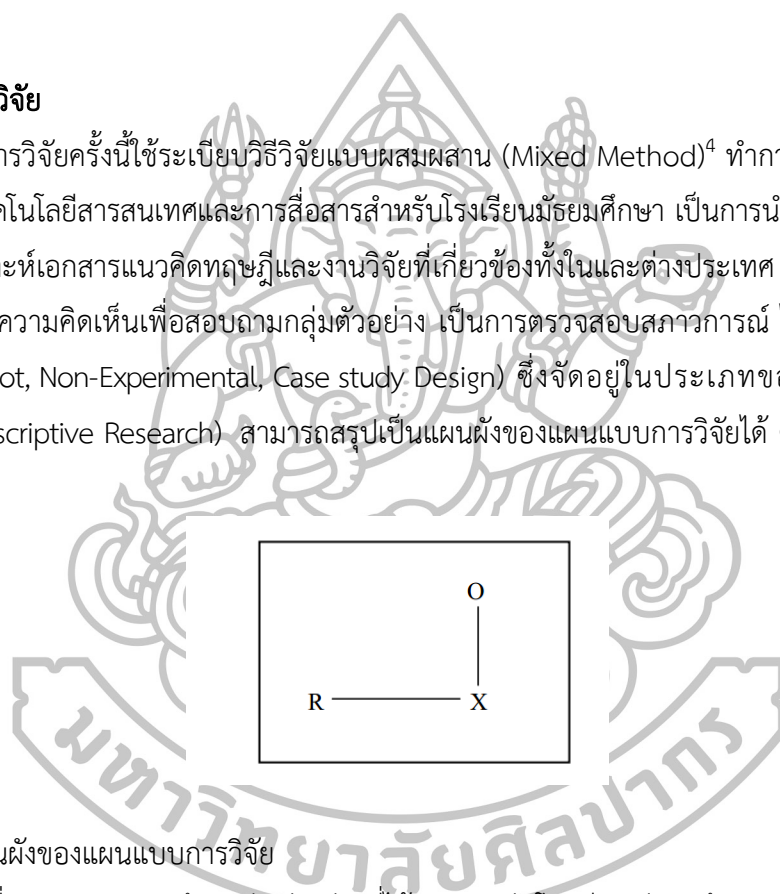 วิจัย
ารวิจัยครั้งนี้ใช้ระเบียบวิธีวิจัยแบบผสมผสาน (Mixed Method)⁴ ทำกา
คโนโลยีสารสนเทศและการสื่อสารสำหรับโรงเรียนมัธยมศึกษา เป็นการนำ
ะห์เอกสารแนวคิดทฤษฎีและงานวิจัยที่เกี่ยวข้องทั้งในและต่างประเทศ
ความคิดเห็นเพื่อสอบถามกลุ่มตัวอย่าง เป็นการตรวจสอบสภาวการณ์
ot, Non-Experimental, Case study Design) ซึ่งจัดอยู่ในประเภทขอ
scriptive Research) สามารถสรุปเป็นแผนผังของแผนแบบการวิจัยได้
O
R X
มหาวิทยาลัยศิลปากร
นผังของแผนแบบการวิจัย